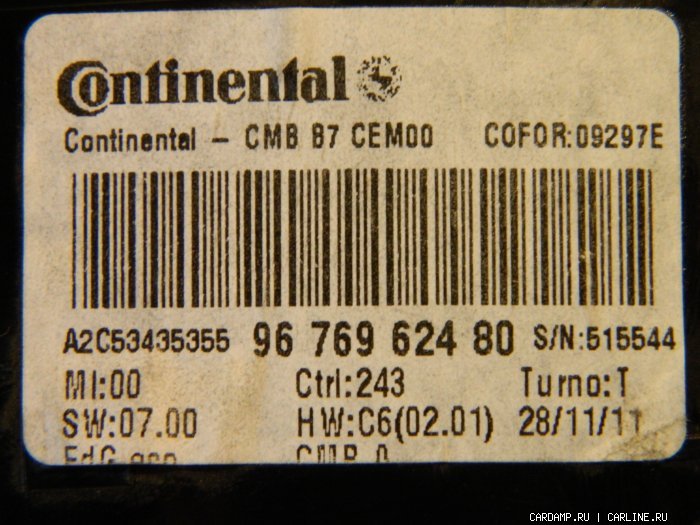 Continental
Continental - CMB B7 CEM00 COFOR:09297E
A2C53435355 96 769 624 80 S/N:515544
MI:00 Ctrl:243 Turno:T
SW:07.00 HW:C6(02.01) 28/11/11
CARDAMP.RU | CARLINE.RU